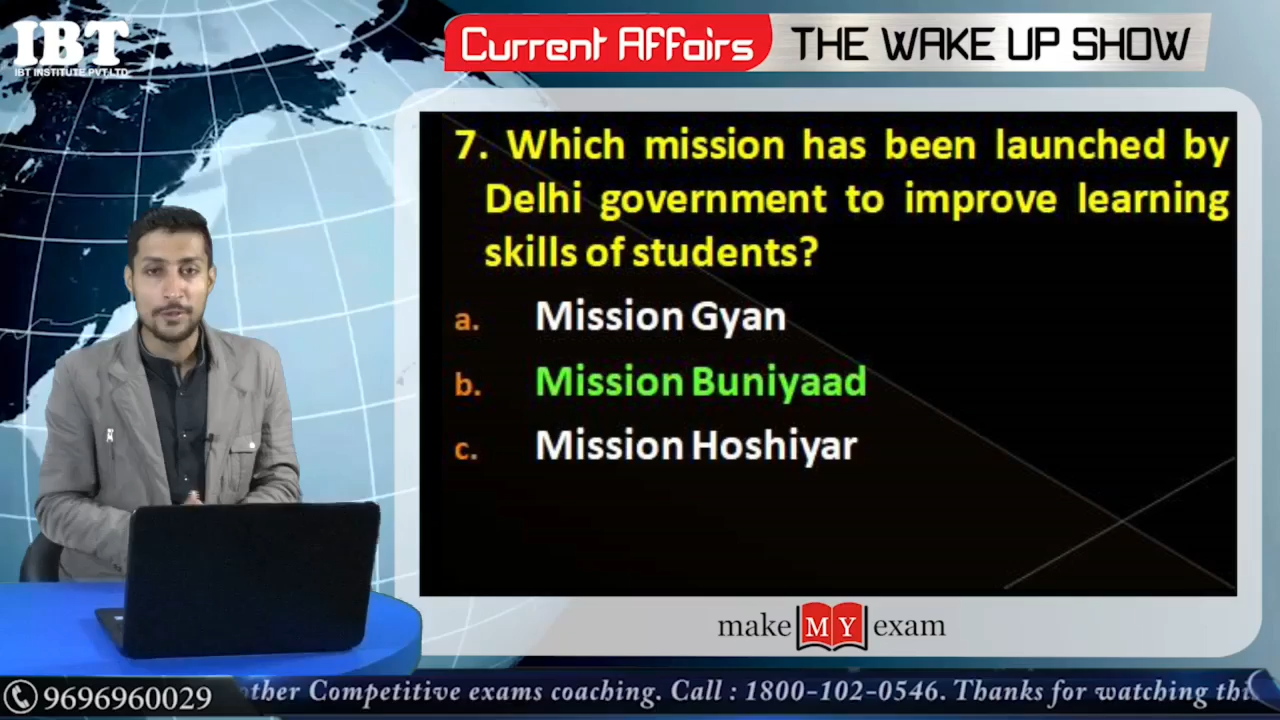 IBT
IBT INSTITUTE PVT.LTD.
Current Affairs THE WAKE UP SHOW
7. Which mission has been launched by
Delhi government to improve learning
skills of students?
a. Mission Gyan
b. Mission Buniyaad
c. Mission Hoshiyar
make MY exam
9696960029 other Competitive exams coaching. Call : 1800-102-0546. Thanks for watching